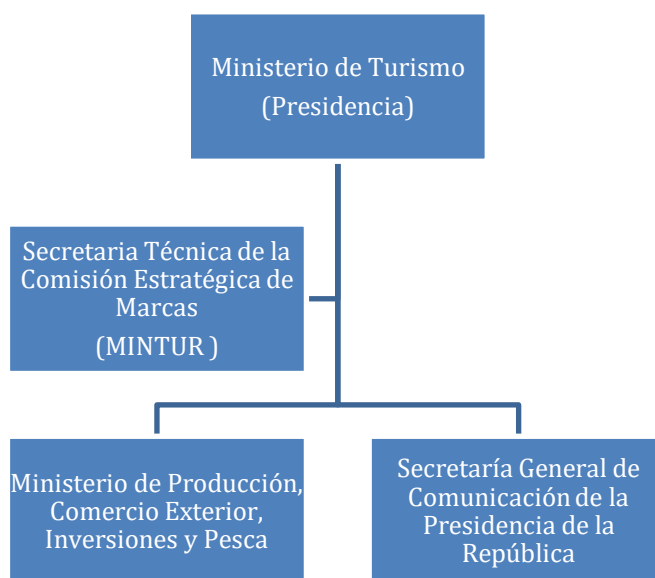 Ministerio de Turismo
(Presidencia)
Secretaria Técnica de la
Comisión Estratégica de
Marcas
(MINTUR )
Ministerio de Producción,
Comercio Exterior,
Inversiones y Pesca
Secretaría General de
Comunicación de la
Presidencia de la
República